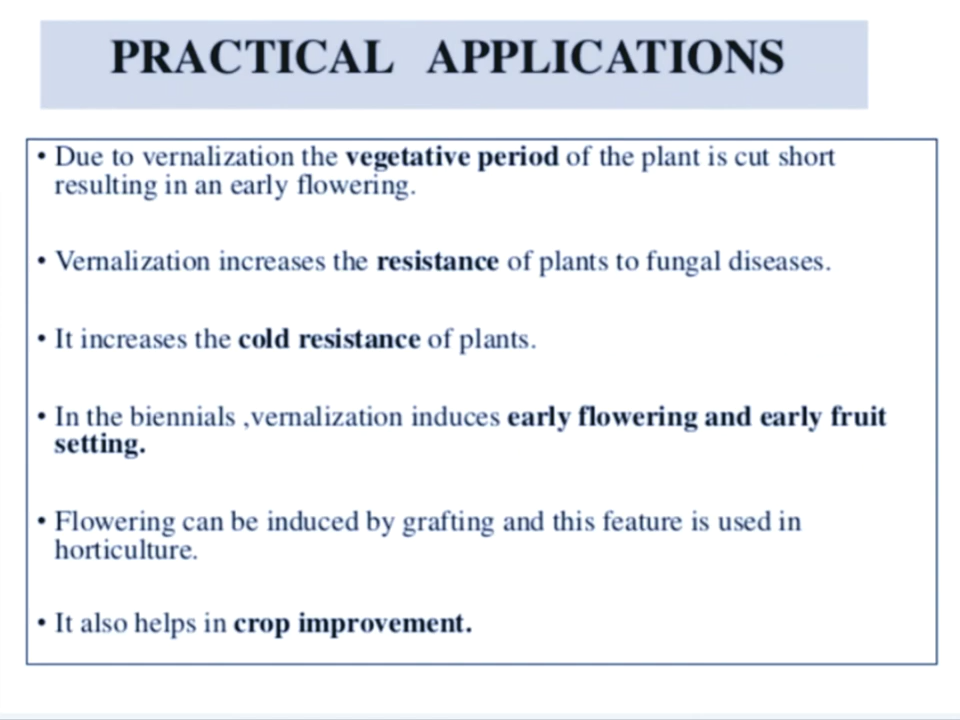 PRACTICAL APPLICATIONS
• Due to vernalization the vegetative period of the plant is cut short
resulting in an early flowering.
• Vernalization increases the resistance of plants to fungal diseases.
• It increases the cold resistance of plants.
• In the biennials ,vernalization induces early flowering and early fruit
setting.
• Flowering can be induced by grafting and this feature is used in
horticulture.
• It also helps in crop improvement.